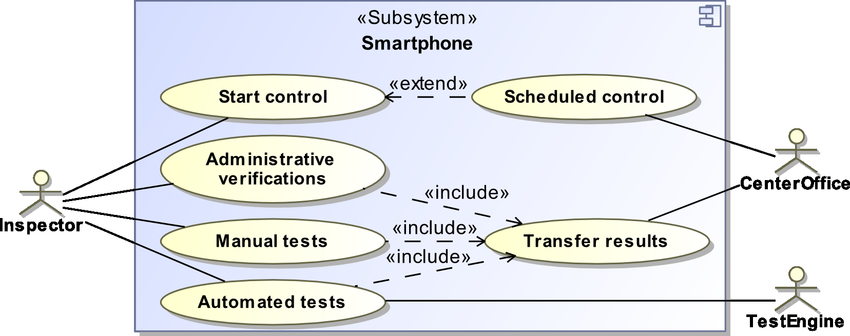 «Subsystem»
Smartphone
Start control
«extend»
Scheduled control
Administrative
verifications
«include»
CenterOffice
Inspector
Manual tests
«include»
Transfer results
«include»
Automated tests
TestEngine